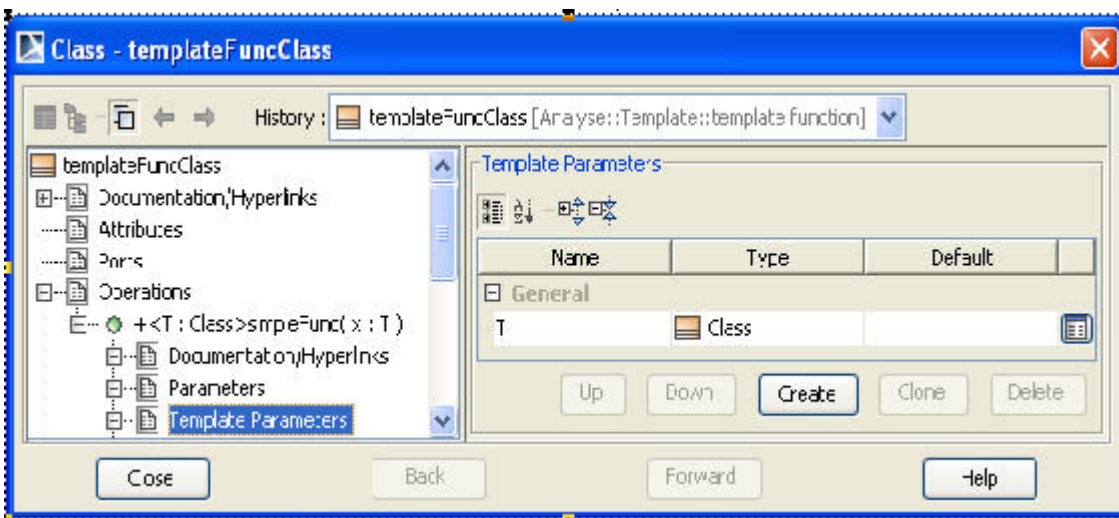 Class - templateFuncClass
History : templateFuncClass [Analyse::Template::template function]
templateFuncClass
Documentation/Hyperlinks
Attributes
Ports
Operations
+<T : Class>simpleFunc( x : T )
Documentation/Hyperlinks
Parameters
Template Parameters
Template Parameters
Name Type Default
General
T Class
Up Down Create Clone Delete
Close Back Forward Help